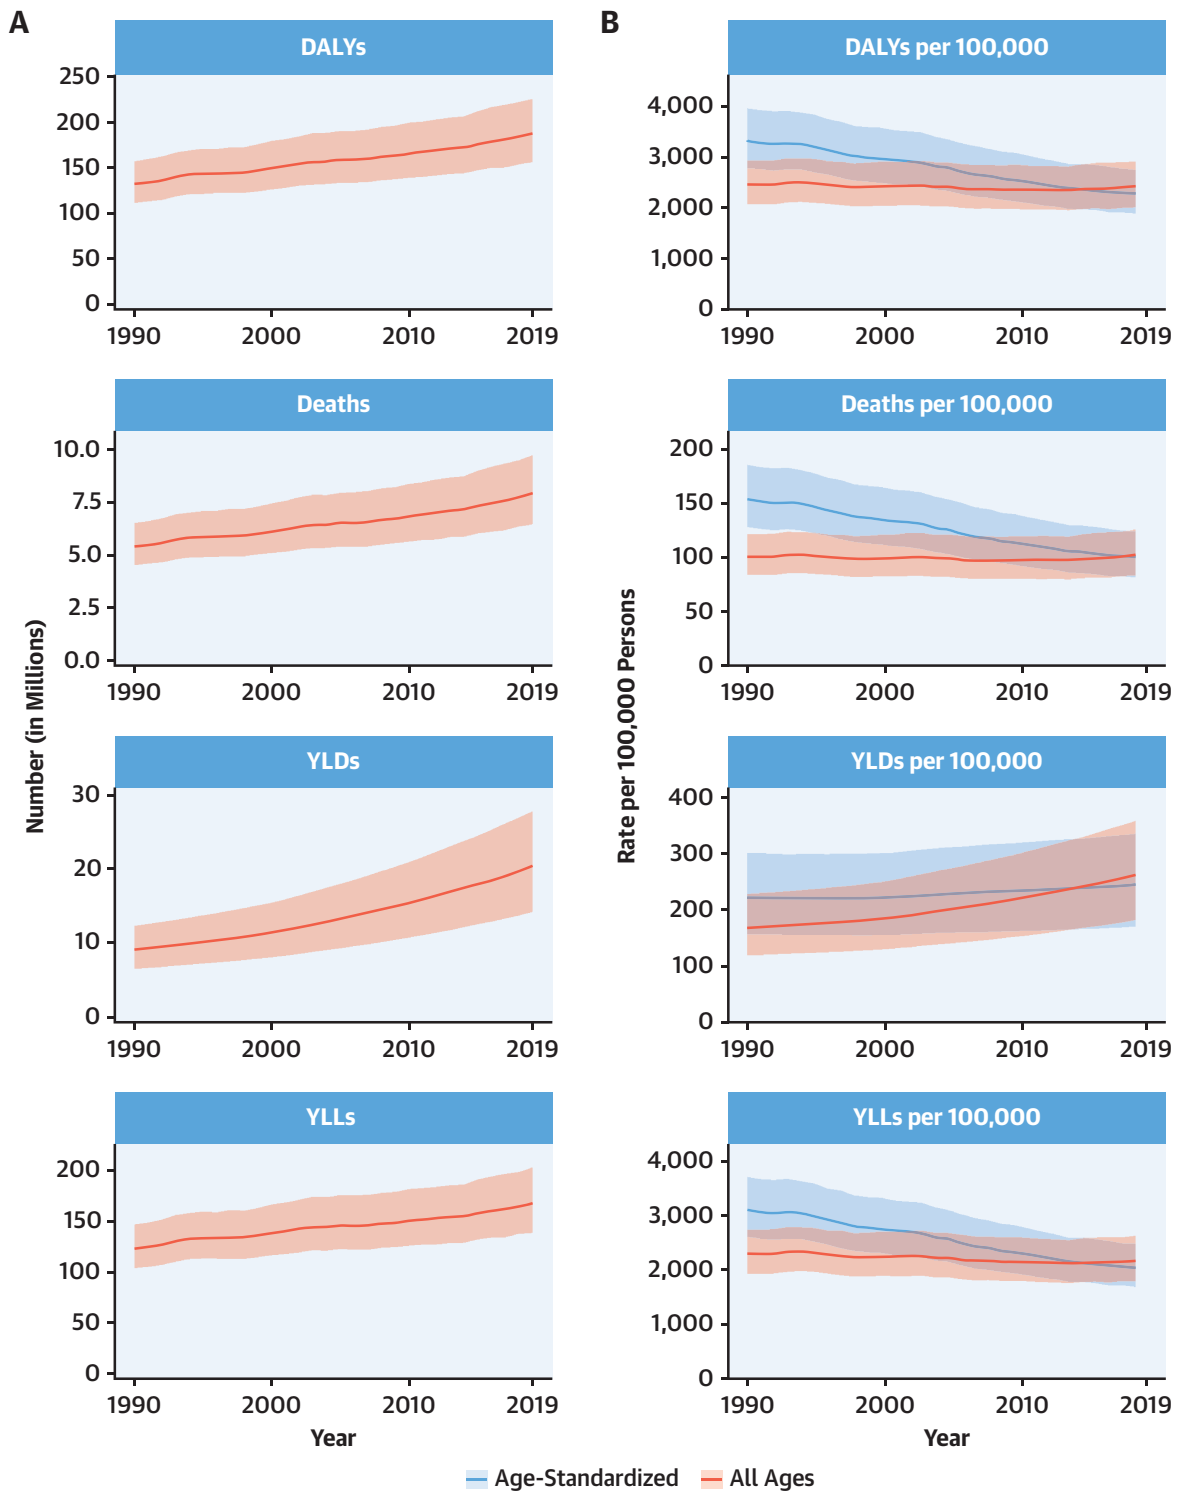 A
DALYs
250
200
150
100
50
0
1990 2000 2010 2019
Deaths
10.0
7.5
5.0
2.5
0.0
1990 2000 2010 2019
YLDs
30
20
10
0
1990 2000 2010 2019
YLLs
200
150
100
50
0
1990 2000 2010 2019
Year
Number (in Millions)
B
DALYs per 100,000
4,000
3,000
2,000
1,000
0
1990 2000 2010 2019
Deaths per 100,000
200
150
100
50
0
1990 2000 2010 2019
YLDs per 100,000
400
300
200
100
0
1990 2000 2010 2019
YLLs per 100,000
4,000
3,000
2,000
1,000
0
1990 2000 2010 2019
Year
Rate per 100,000 Persons
Age-Standardized All Ages